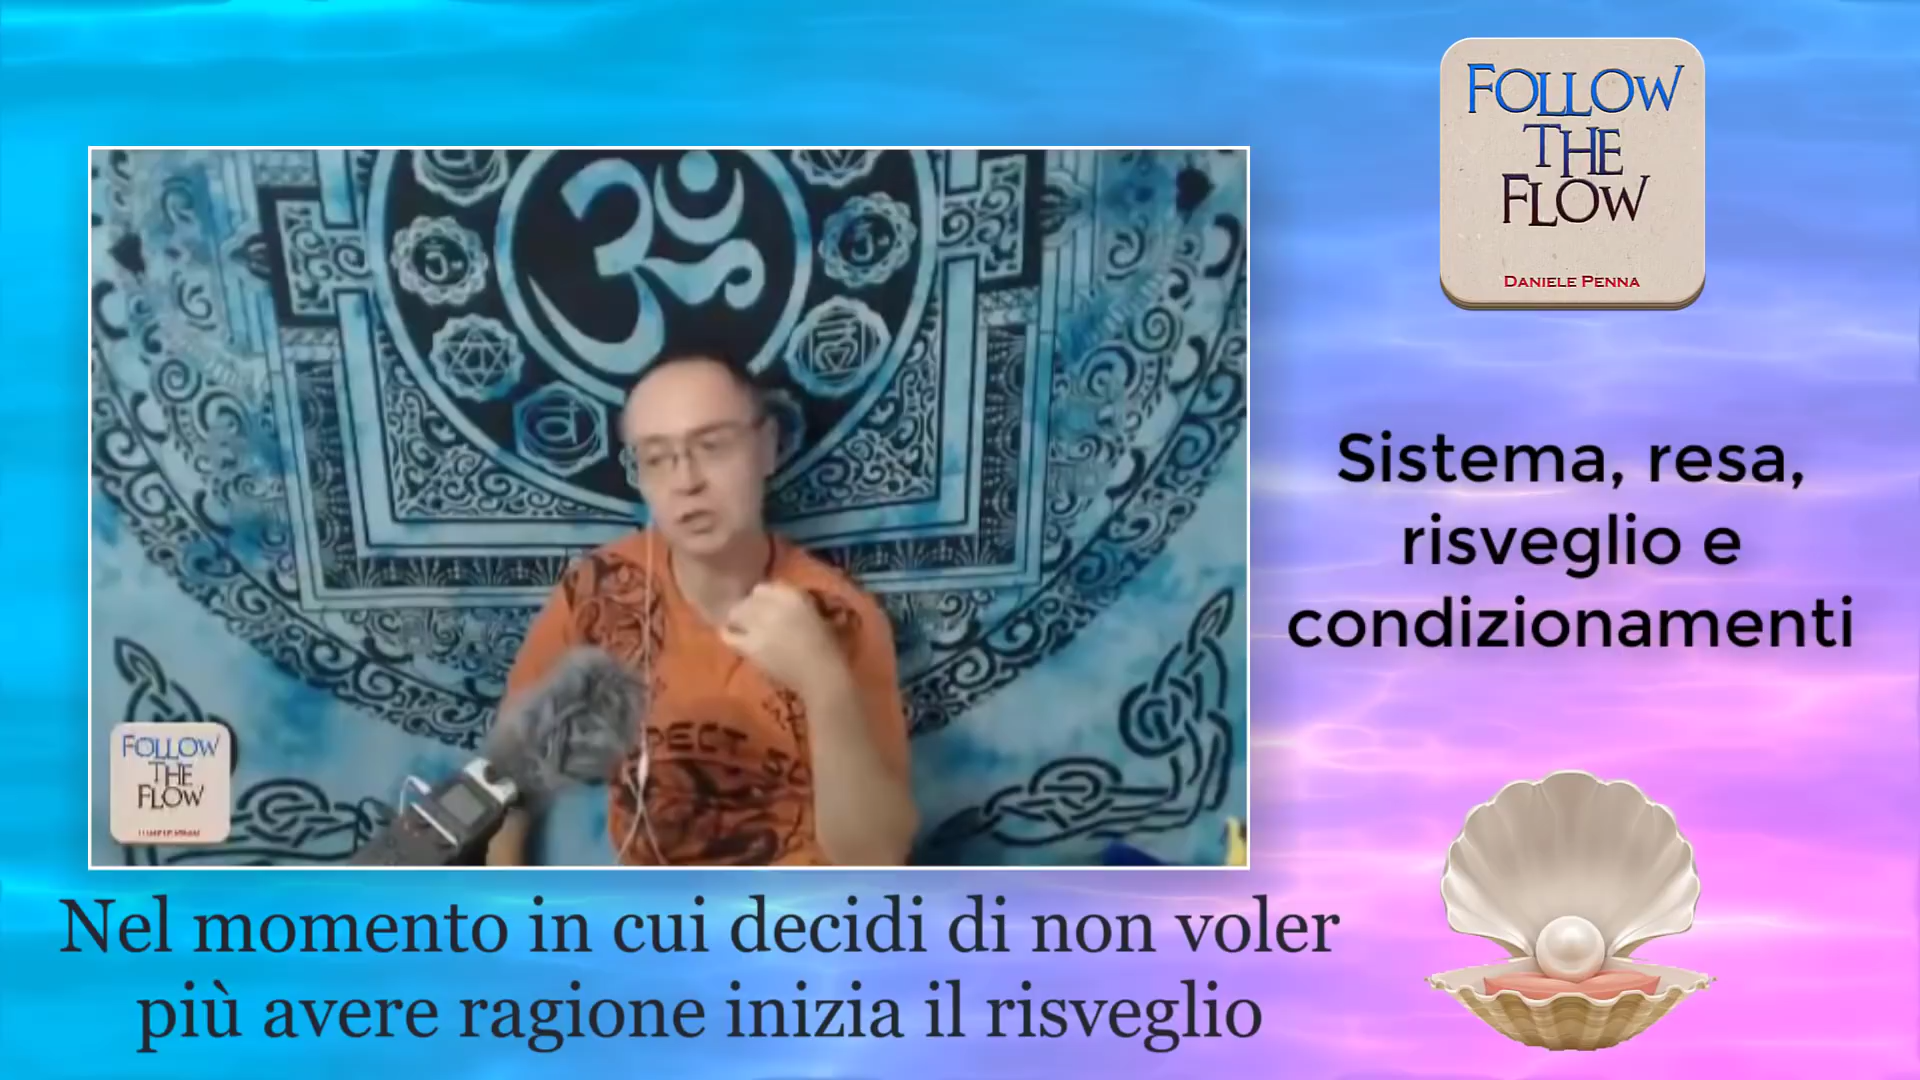 FOLLOW
THE
FLOW
DANIELE PENNA
Sistema, resa,
risveglio e
condizionamenti
PECT
FOLLOW
THE
FLOW
Nel momento in cui decidi di non voler
più avere ragione inizia il risveglio